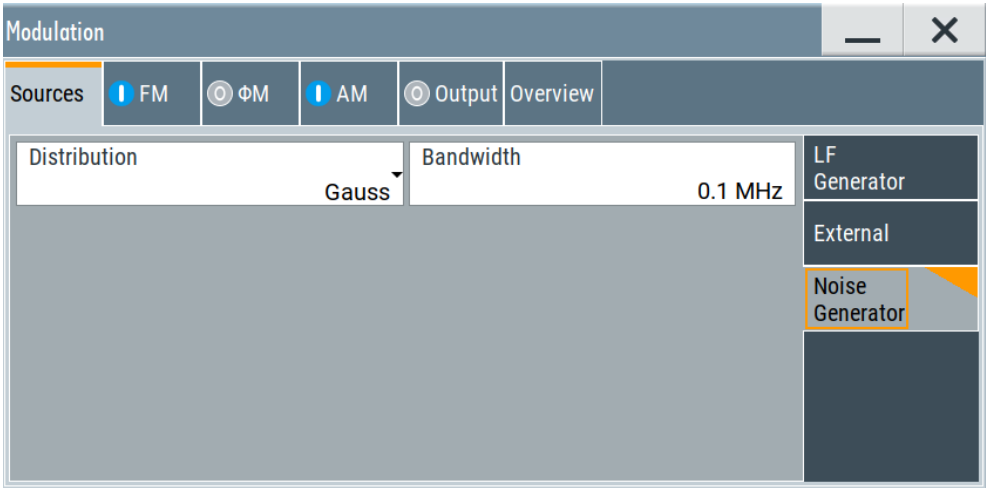 Modulation
Sources
FM
ΦM
AM
Output
Overview
Distribution
Gauss
Bandwidth
0.1 MHz
LF
Generator
External
Noise
Generator